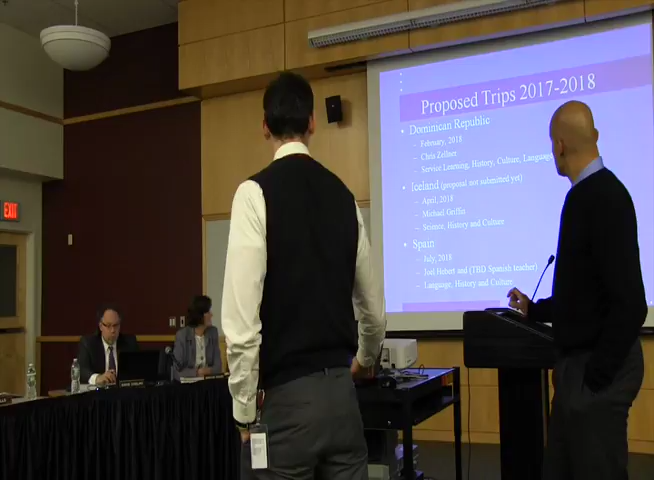 Proposed Trips 2017-2018
• Dominican Republic
– February, 2018
– Chris Zellner
– Service Learning, History, Culture, Language
• Iceland (proposal not submitted yet)
– April, 2018
– Michael Griffin
– Science, History and Culture
• Spain
– July, 2018
– Joel Hebert and (TBD Spanish teacher)
– Language, History and Culture
EXIT